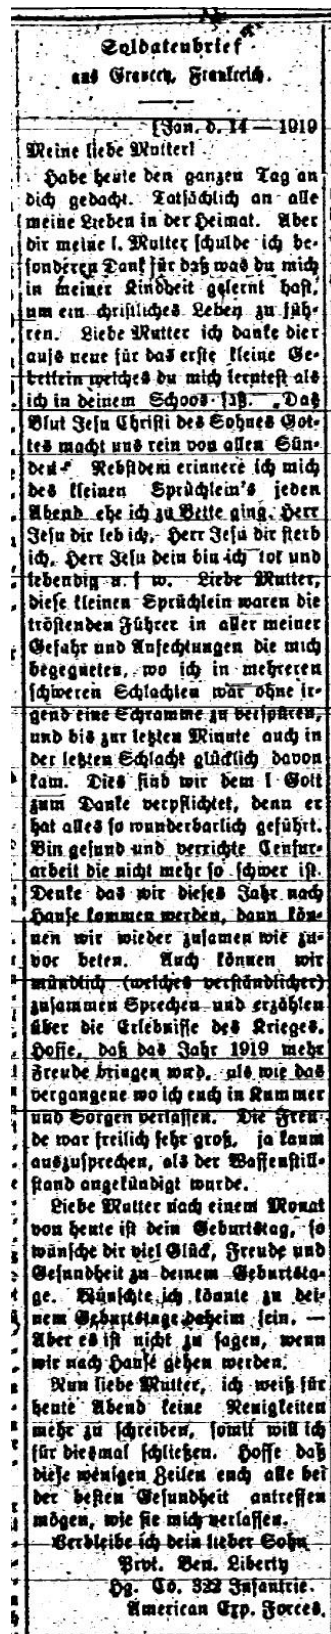 Soldatenbrief
aus Grancey, Frankreich.
[Jan. d. 14 — 1919
Meine liebe Mutter!
Habe heute den ganzen Tag an
dich gedacht. Tatsächlich an alle
meine Lieben in der Heimat. Aber
dir meine l. Mutter schulde ich be-
sonderen Dank für daß was du mich
in meiner Kindheit gelernt hast,
um ein christliches Leben zu füh-
ren. Liebe Mutter ich danke dier
aufs neue für das erste kleine Ge-
betlein welches du mich lerntest als
ich in deinem Schoos saß. „Das
Blut Jesu Christi des Sohnes Got-
tes macht uns rein von allen Sün-
den“ Nebstdem erinnere ich mich
des kleinen Sprüchlein's jeden
Abend ehe ich zu Bette ging. Herr
Jesu dir leb ich, Herr Jesu dir sterb
ich, Herr Jesu dein bin ich tot und
lebendig u. s w. Liebe Mutter,
diese kleinen Sprüchlein waren die
tröstenden Führer in aller meiner
Gefahr und Anfechtungen die mich
begegneten, wo ich in mehreren
schweren Schlachten war ohne ir-
gend eine Schramme zu verspüren,
und bis zur letzten Minute auch in
der letzten Schlacht glücklich davon
kam. Dies sind wir dem l Gott
zum Danke verpflichtet, denn er
hat alles so wunderbarlich geführt.
Bin gesund und verrichte Censur-
arbeit die nicht mehr so schwer ist.
Denke das wir dieses Jahr nach
Hause kommen werden, dann kön-
nen wir wieder zusamen wie zu-
vor beten. Auch können wir
mündlich (welches verständlicher)
zusammen Sprechen und erzählen
über die Erlebnisse des Krieges.
Hoffe, daß das Jahr 1919 mehr
Freude bringen wird, als wie das
vergangene wo ich euch in Kummer
und Sorgen verlassen. Die Freu-
de war freilich sehr groß, ja kaum
auszusprechen, als der Waffenstill-
stand angekündigt wurde.
Liebe Mutter nach einem Monat
von heute ist dein Geburtstag, so
wünsche dir viel Glück, Freude und
Gesundheit zu deinem Geburtsta-
ge. Wünschte ich könnte zu dei-
nem Geburtstage daheim sein. —
Aber es ist nicht zu sagen, wenn
wir nach Hause gehen werden.
Nun liebe Mutter, ich weiß für
heute Abend keine Neuigkeiten
mehr zu schreiben, somit will ich
für diesmal schließen. Hoffe daß
diese wenigen Zeilen euch alle bei
der besten Gesundheit antreffen
mögen, wie sie mich verlassen.
Verbleibe ich dein lieber Sohn
Prvt. Ben. Liberty
Hg. Co. 322 Infantrie.
American Exp. Forces.